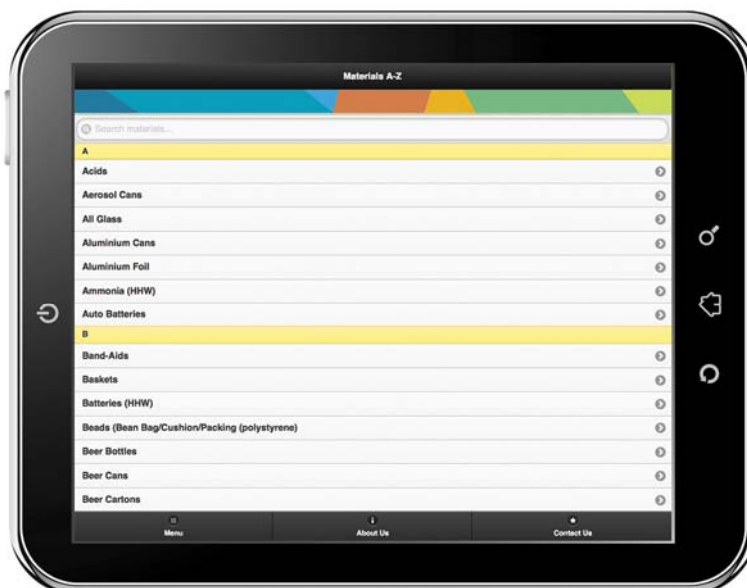 Materials A-Z
Search materials...
A
Acids
Aerosol Cans
All Glass
Aluminium Cans
Aluminium Foil
Ammonia (HHW)
Auto Batteries
B
Band-Aids
Baskets
Batteries (HHW)
Beads (Bean Bag/Cushion/Packing (polystyrene)
Beer Bottles
Beer Cans
Beer Cartons
Menu About Us Contact Us